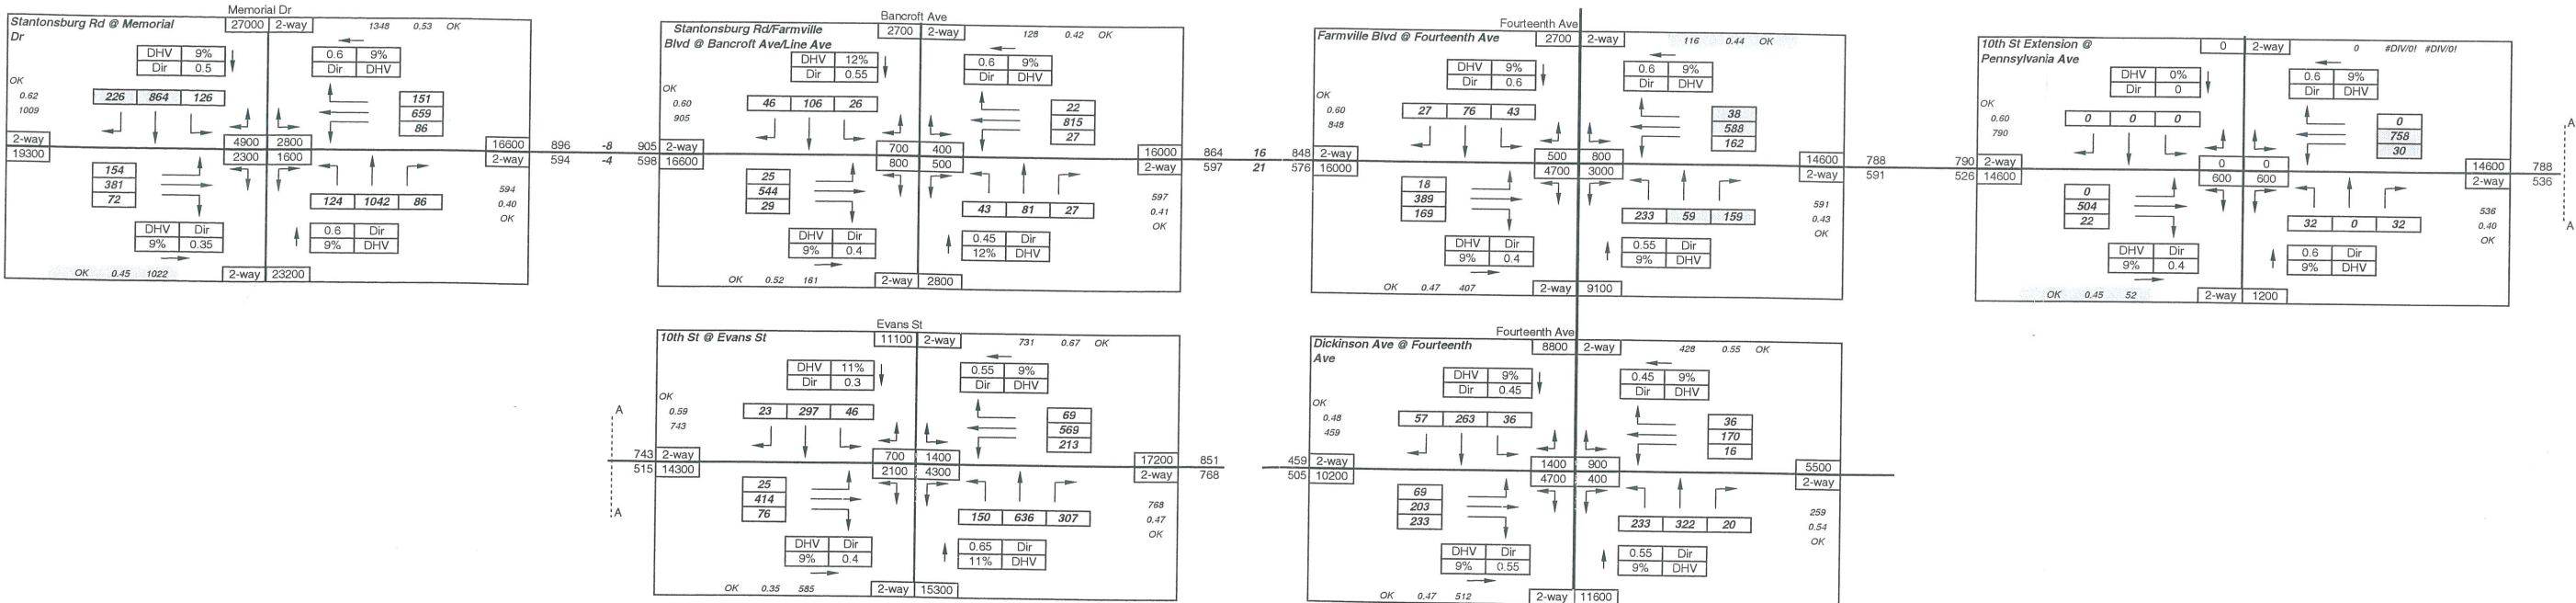 Memorial Dr
Stantonsburg Rd @ Memorial Dr
27000 2-way 1348 0.53 OK
DHV 9%
Dir 0.5
0.6 9%
Dir DHV
OK
0.62
1009
226 864 126
151
659
86
2-way
19300
4900 2800
2300 1600
16600
2-way
154
381
72
124 1042 86
594
0.40
OK
DHV Dir
9% 0.35
0.6 Dir
9% DHV
OK 0.45 1022 2-way 23200
896 -8 905
594 -4 598
Bancroft Ave
Stantonsburg Rd/Farmville
Blvd @ Bancroft Ave/Line Ave
2700 2-way 128 0.42 OK
DHV 12%
Dir 0.55
0.6 9%
Dir DHV
OK
0.60
905
46 106 26
22
815
27
2-way
16600
700 400
800 500
16000
2-way
25
544
29
43 81 27
597
0.41
OK
DHV Dir
9% 0.4
0.45 Dir
12% DHV
OK 0.52 161 2-way 2800
864 16 848
597 21 576
Fourteenth Ave
Farmville Blvd @ Fourteenth Ave
2700 2-way 116 0.44 OK
DHV 9%
Dir 0.6
0.6 9%
Dir DHV
OK
0.60
848
27 76 43
38
588
162
2-way
16000
500 800
4700 3000
14600
2-way
18
389
169
233 59 159
591
0.43
OK
DHV Dir
9% 0.4
0.55 Dir
9% DHV
OK 0.47 407 2-way 9100
788 790
591 526
10th St Extension @
Pennsylvania Ave
0 2-way 0 #DIV/0! #DIV/0!
DHV 0%
Dir 0
0.6 9%
Dir DHV
OK
0.60
790
0 0 0
0
758
30
2-way
14600
0 0
600 600
14600
2-way
0
504
22
32 0 32
536
0.40
OK
DHV Dir
9% 0.4
0.6 Dir
9% DHV
OK 0.45 52 2-way 1200
788
536
A
A
Evans St
10th St @ Evans St
11100 2-way 731 0.67 OK
DHV 11%
Dir 0.3
0.55 9%
Dir DHV
A
A
OK
0.59
743
23 297 46
69
569
213
743 2-way
515 14300
700 1400
2100 4300
17200 851
2-way 768
25
414
76
150 636 307
768
0.47
OK
DHV Dir
9% 0.4
0.65 Dir
11% DHV
OK 0.35 585 2-way 15300
Fourteenth Ave
Dickinson Ave @ Fourteenth
Ave
8800 2-way 428 0.55 OK
DHV 9%
Dir 0.45
0.45 9%
Dir DHV
OK
0.48
459
57 263 36
36
170
16
459 2-way
505 10200
1400 900
4700 400
5500
2-way
69
203
233
233 322 20
259
0.54
OK
DHV Dir
9% 0.55
0.55 Dir
9% DHV
OK 0.47 512 2-way 11600